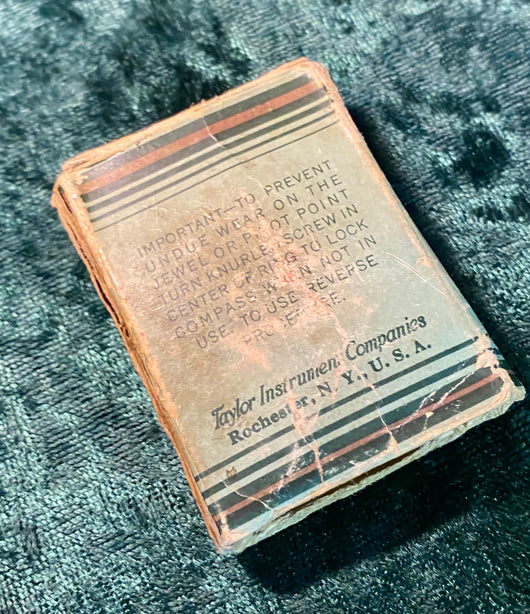 IMPORTANT—TO PREVENT
UNDUE WEAR ON THE
JEWEL OR PIVOT POINT
TURN KNURLED SCREW IN
CENTER OF RING TO LOCK
COMPASS WHEN NOT IN
USE. TO USE REVERSE
PROCEDURE.
Taylor Instrument Companies
Rochester, N. Y., U. S. A.